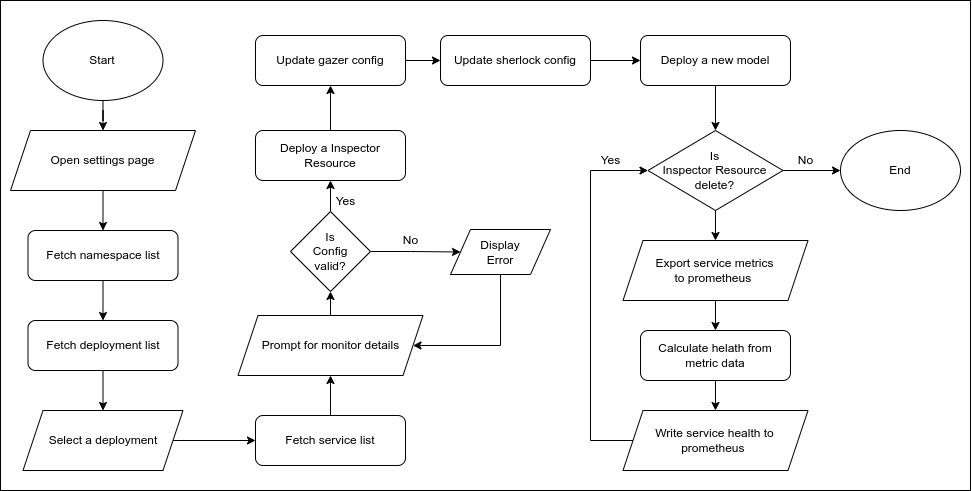 Start
Open settings page
Fetch namespace list
Fetch deployment list
Select a deployment
Fetch service list
Prompt for monitor details
Is
Config
valid?
No
Display
Error
Yes
Deploy a Inspector
Resource
Update gazer config
Update sherlock config
Deploy a new model
Is
Inspector Resource
delete?
Yes
No
End
Export service metrics
to prometheus
Calculate helath from
metric data
Write service health to
prometheus